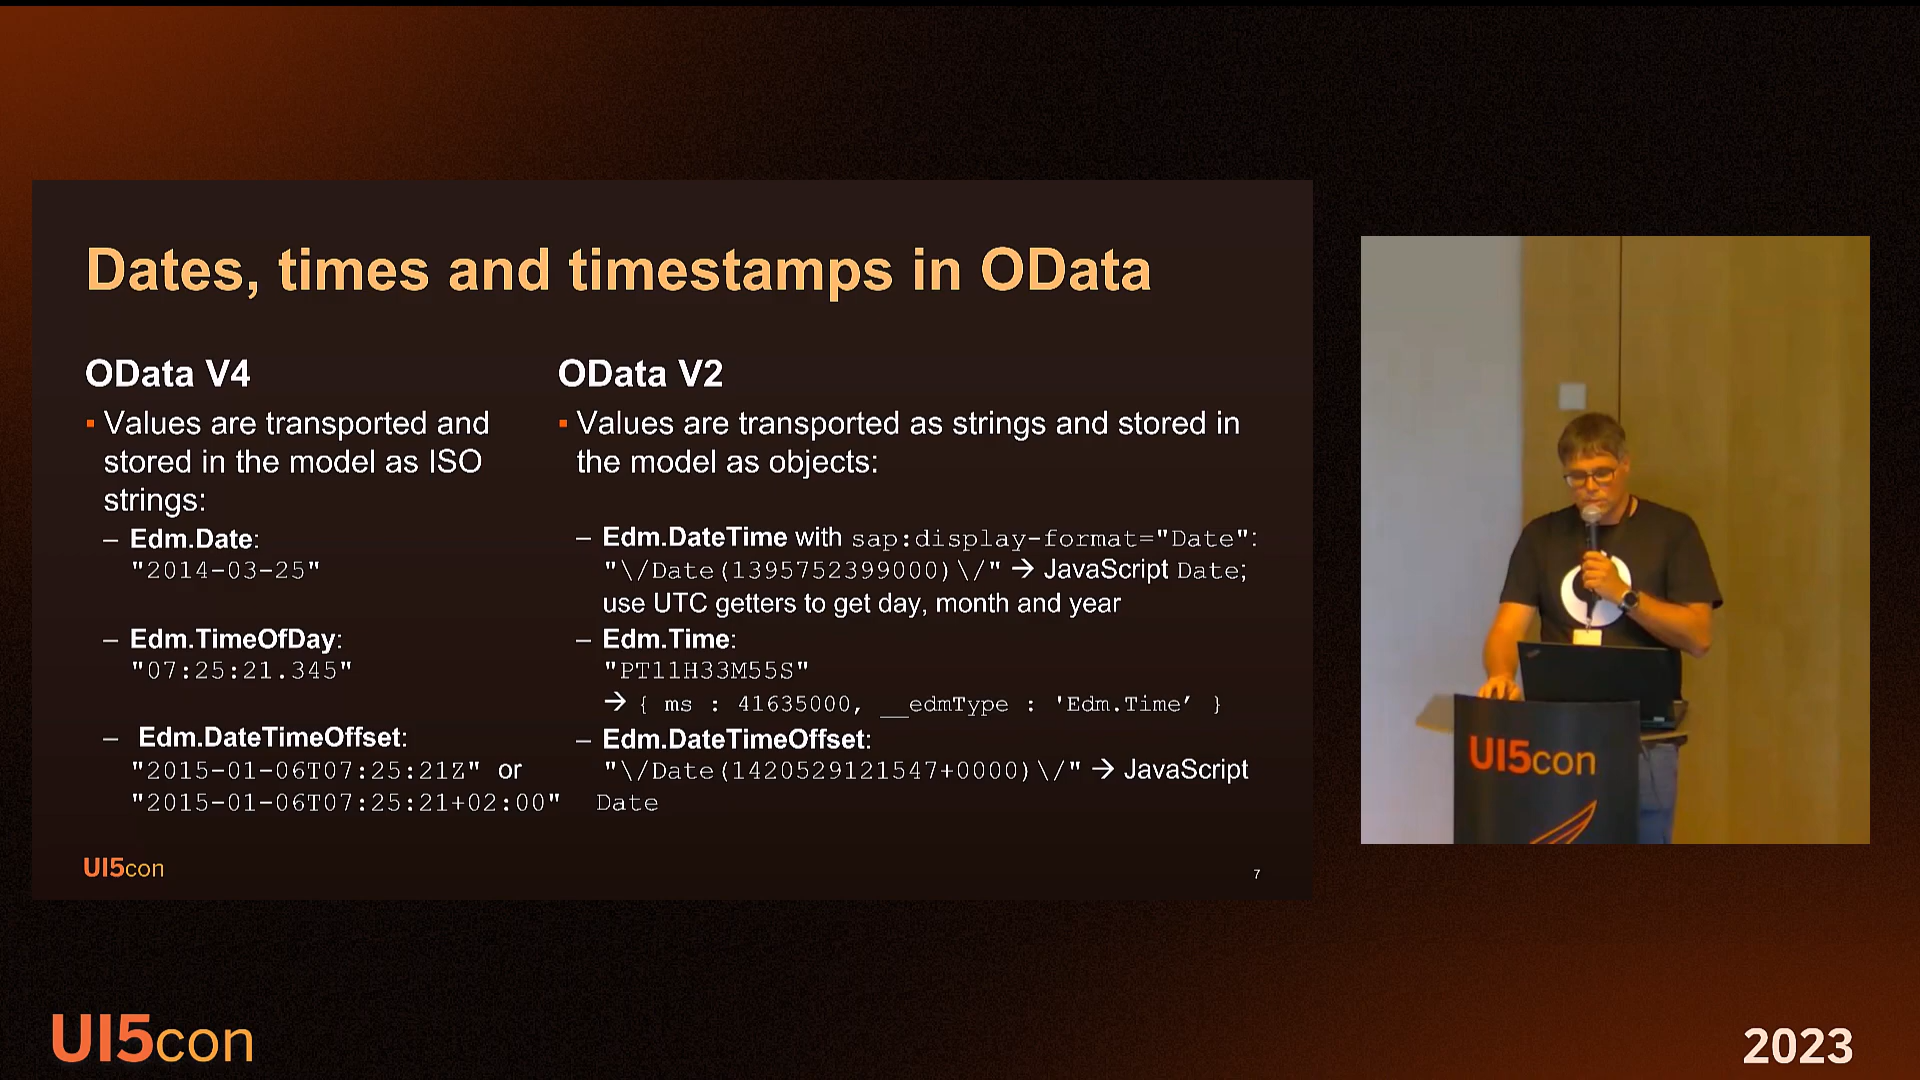 Dates, times and timestamps in OData
OData V4
▪ Values are transported and
stored in the model as ISO
strings:
– Edm.Date:
"2014-03-25"
– Edm.TimeOfDay:
"07:25:21.345"
– Edm.DateTimeOffset:
"2015-01-06T07:25:21Z" or
"2015-01-06T07:25:21+02:00"
OData V2
▪ Values are transported as strings and stored in
the model as objects:
– Edm.DateTime with sap:display-format="Date":
"\/Date(1395752399000)\/" → JavaScript Date;
use UTC getters to get day, month and year
– Edm.Time:
"PT11H33M55S"
→ { ms : 41635000, __edmType : 'Edm.Time’ }
– Edm.DateTimeOffset:
"\/Date(1420529121547+0000)\/" → JavaScript
Date
UI5con
7
UI5con
UI5con
2023